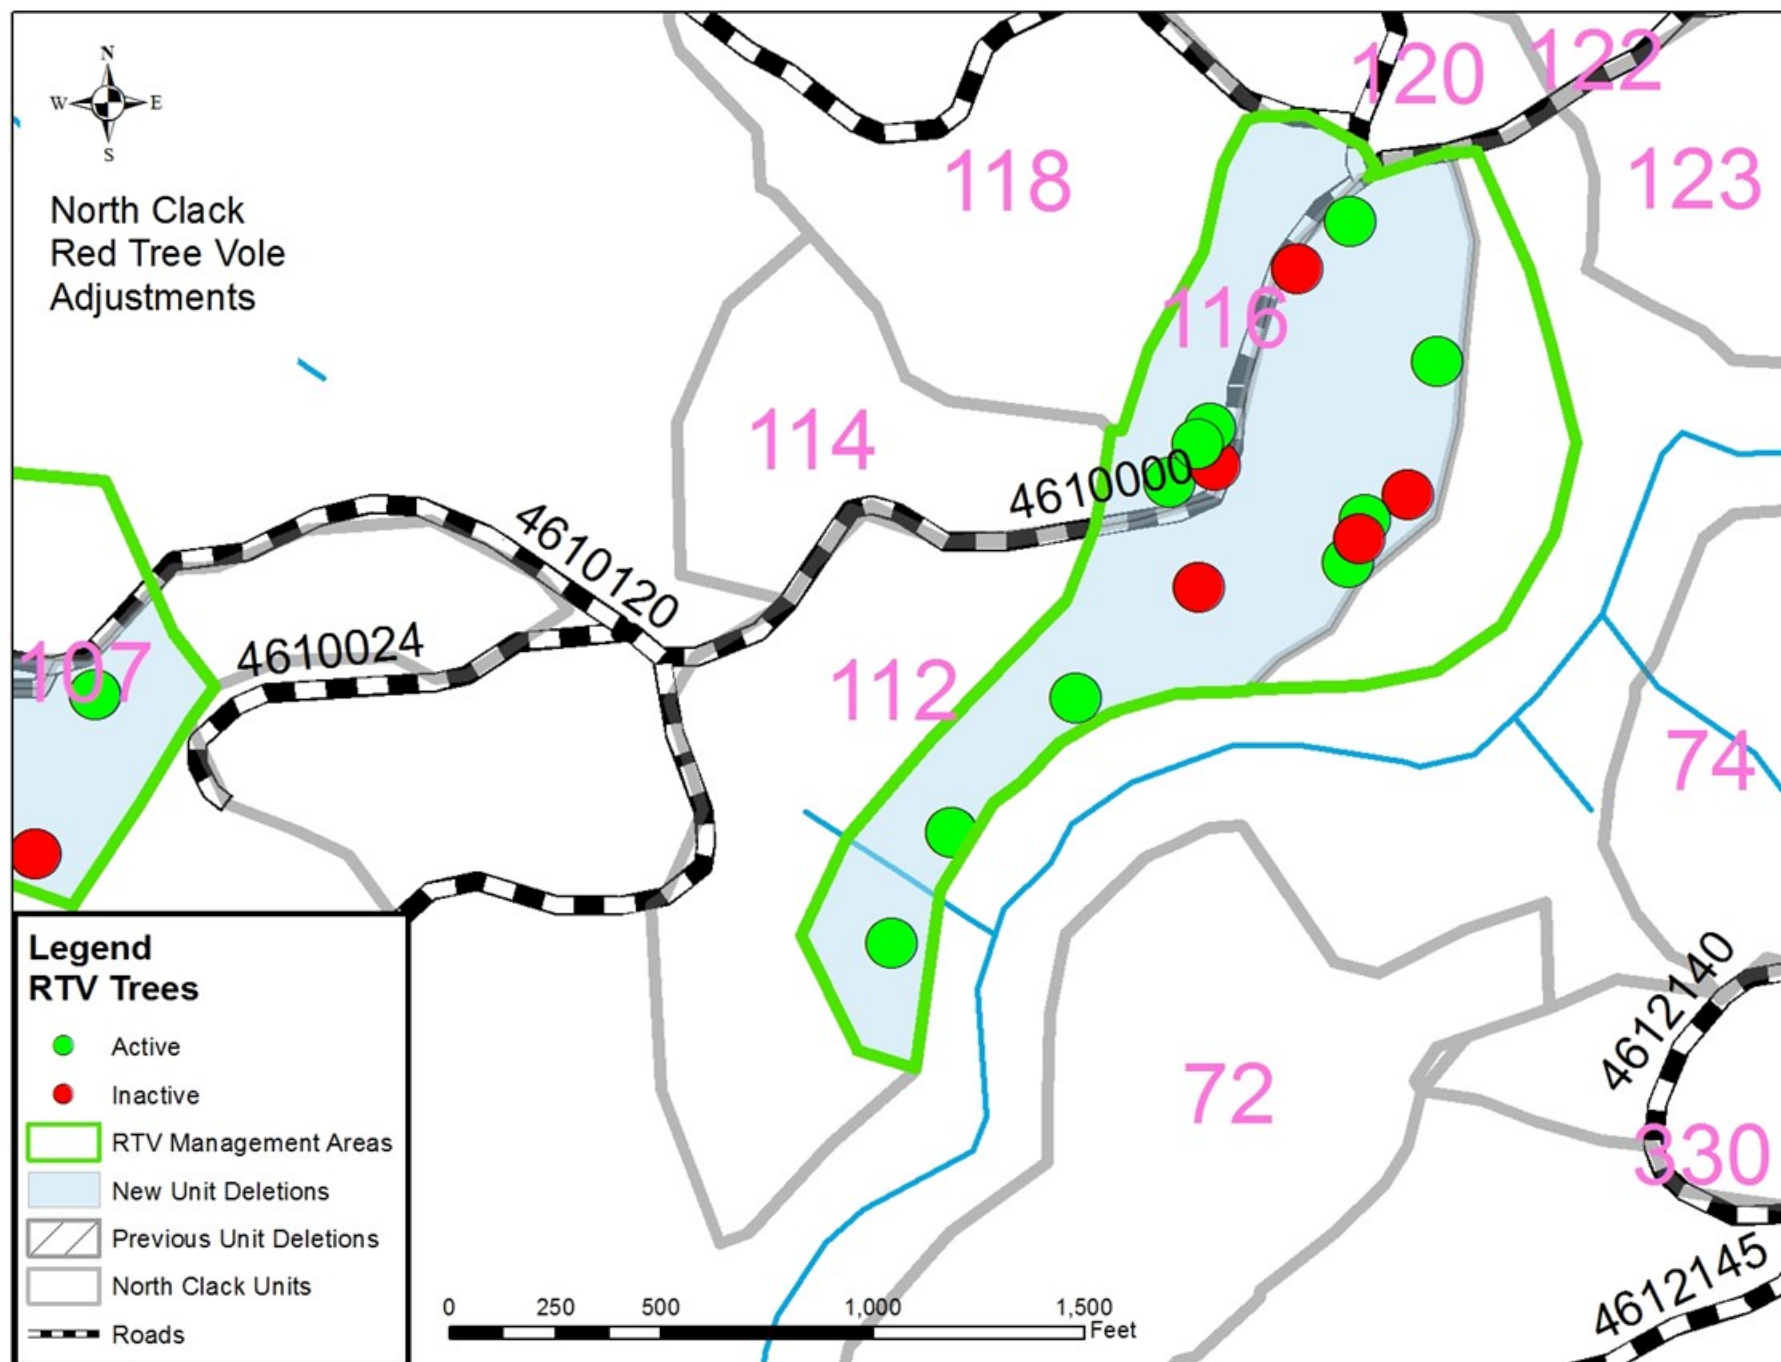 N
W E
S
North Clack
Red Tree Vole
Adjustments
120
122
118
123
116
114
4610000
4610120
4610024
107
112
74
4612140
72
330
4612145
Legend
RTV Trees
Active
Inactive
RTV Management Areas
New Unit Deletions
Previous Unit Deletions
North Clack Units
Roads
0 250 500 1,000 1,500
Feet